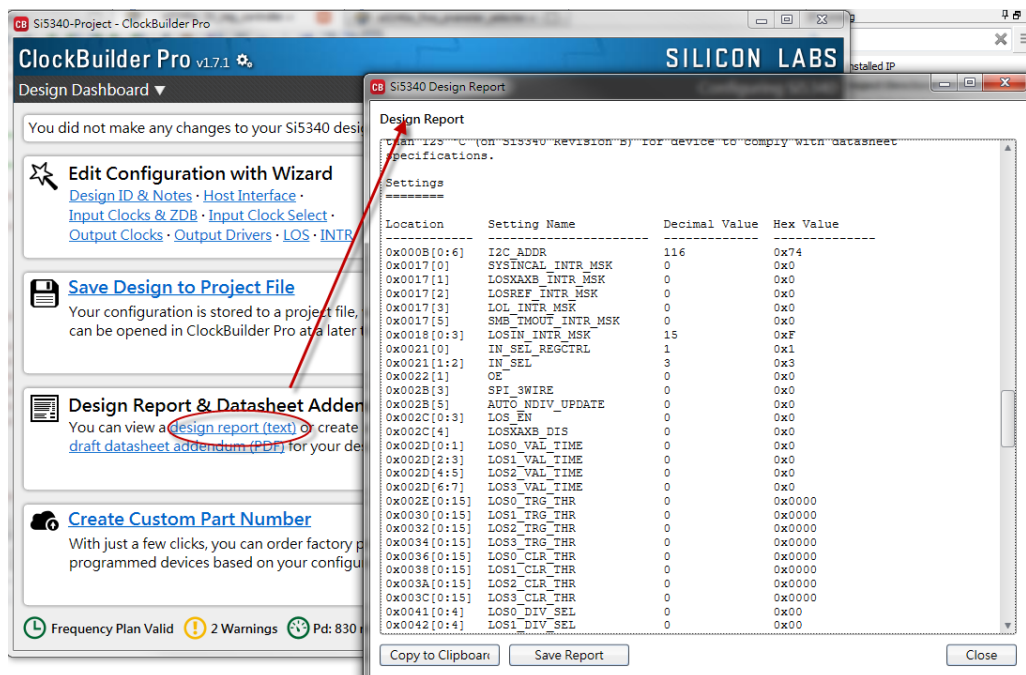 Si5340-Project - ClockBuilder Pro
ClockBuilder Pro v1.7.1
SILICON LABS
nstalled IP
Design Dashboard ▼
You did not make any changes to your Si5340 desi
Edit Configuration with Wizard
Design ID & Notes · Host Interface ·
Input Clocks & ZDB · Input Clock Select ·
Output Clocks · Output Drivers · LOS · INTR
Save Design to Project File
Your configuration is stored to a project file,
can be opened in ClockBuilder Pro at a later t
Design Report & Datasheet Adden
You can view a design report (text) or create
draft datasheet addendum (PDF) for your de
Create Custom Part Number
With just a few clicks, you can order factory p
programmed devices based on your configu
Frequency Plan Valid 2 Warnings Pd: 830
Si5340 Design Report
Design Report
than 125 °C (on Si5340 Revision B) for device to comply with datasheet
specifications.
Settings
========
Location Setting Name Decimal Value Hex Value
------------ --------------------- ------------- --------------
0x000B[0:6] I2C_ADDR 116 0x74
0x0017[0] SYSINCAL_INTR_MSK 0 0x0
0x0017[1] LOSXAXB_INTR_MSK 0 0x0
0x0017[2] LOSREF_INTR_MSK 0 0x0
0x0017[3] LOL_INTR_MSK 0 0x0
0x0017[5] SMB_TMOUT_INTR_MSK 0 0x0
0x0018[0:3] LOSIN_INTR_MSK 15 0xF
0x0021[0] IN_SEL_REGCTRL 1 0x1
0x0021[1:2] IN_SEL 3 0x3
0x0022[1] OE 0 0x0
0x002B[3] SPI_3WIRE 0 0x0
0x002B[5] AUTO_NDIV_UPDATE 0 0x0
0x002C[0:3] LOS_EN 0 0x0
0x002C[4] LOSXAXB_DIS 0 0x0
0x002D[0:1] LOS0_VAL_TIME 0 0x0
0x002D[2:3] LOS1_VAL_TIME 0 0x0
0x002D[4:5] LOS2_VAL_TIME 0 0x0
0x002D[6:7] LOS3_VAL_TIME 0 0x0
0x002E[0:15] LOS0_TRG_THR 0 0x0000
0x0030[0:15] LOS1_TRG_THR 0 0x0000
0x0032[0:15] LOS2_TRG_THR 0 0x0000
0x0034[0:15] LOS3_TRG_THR 0 0x0000
0x0036[0:15] LOS0_CLR_THR 0 0x0000
0x0038[0:15] LOS1_CLR_THR 0 0x0000
0x003A[0:15] LOS2_CLR_THR 0 0x0000
0x003C[0:15] LOS3_CLR_THR 0 0x0000
0x0041[0:4] LOS0_DIV_SEL 0 0x00
0x0042[0:4] LOS1_DIV_SEL 0 0x00
Copy to Clipboar Save Report Close